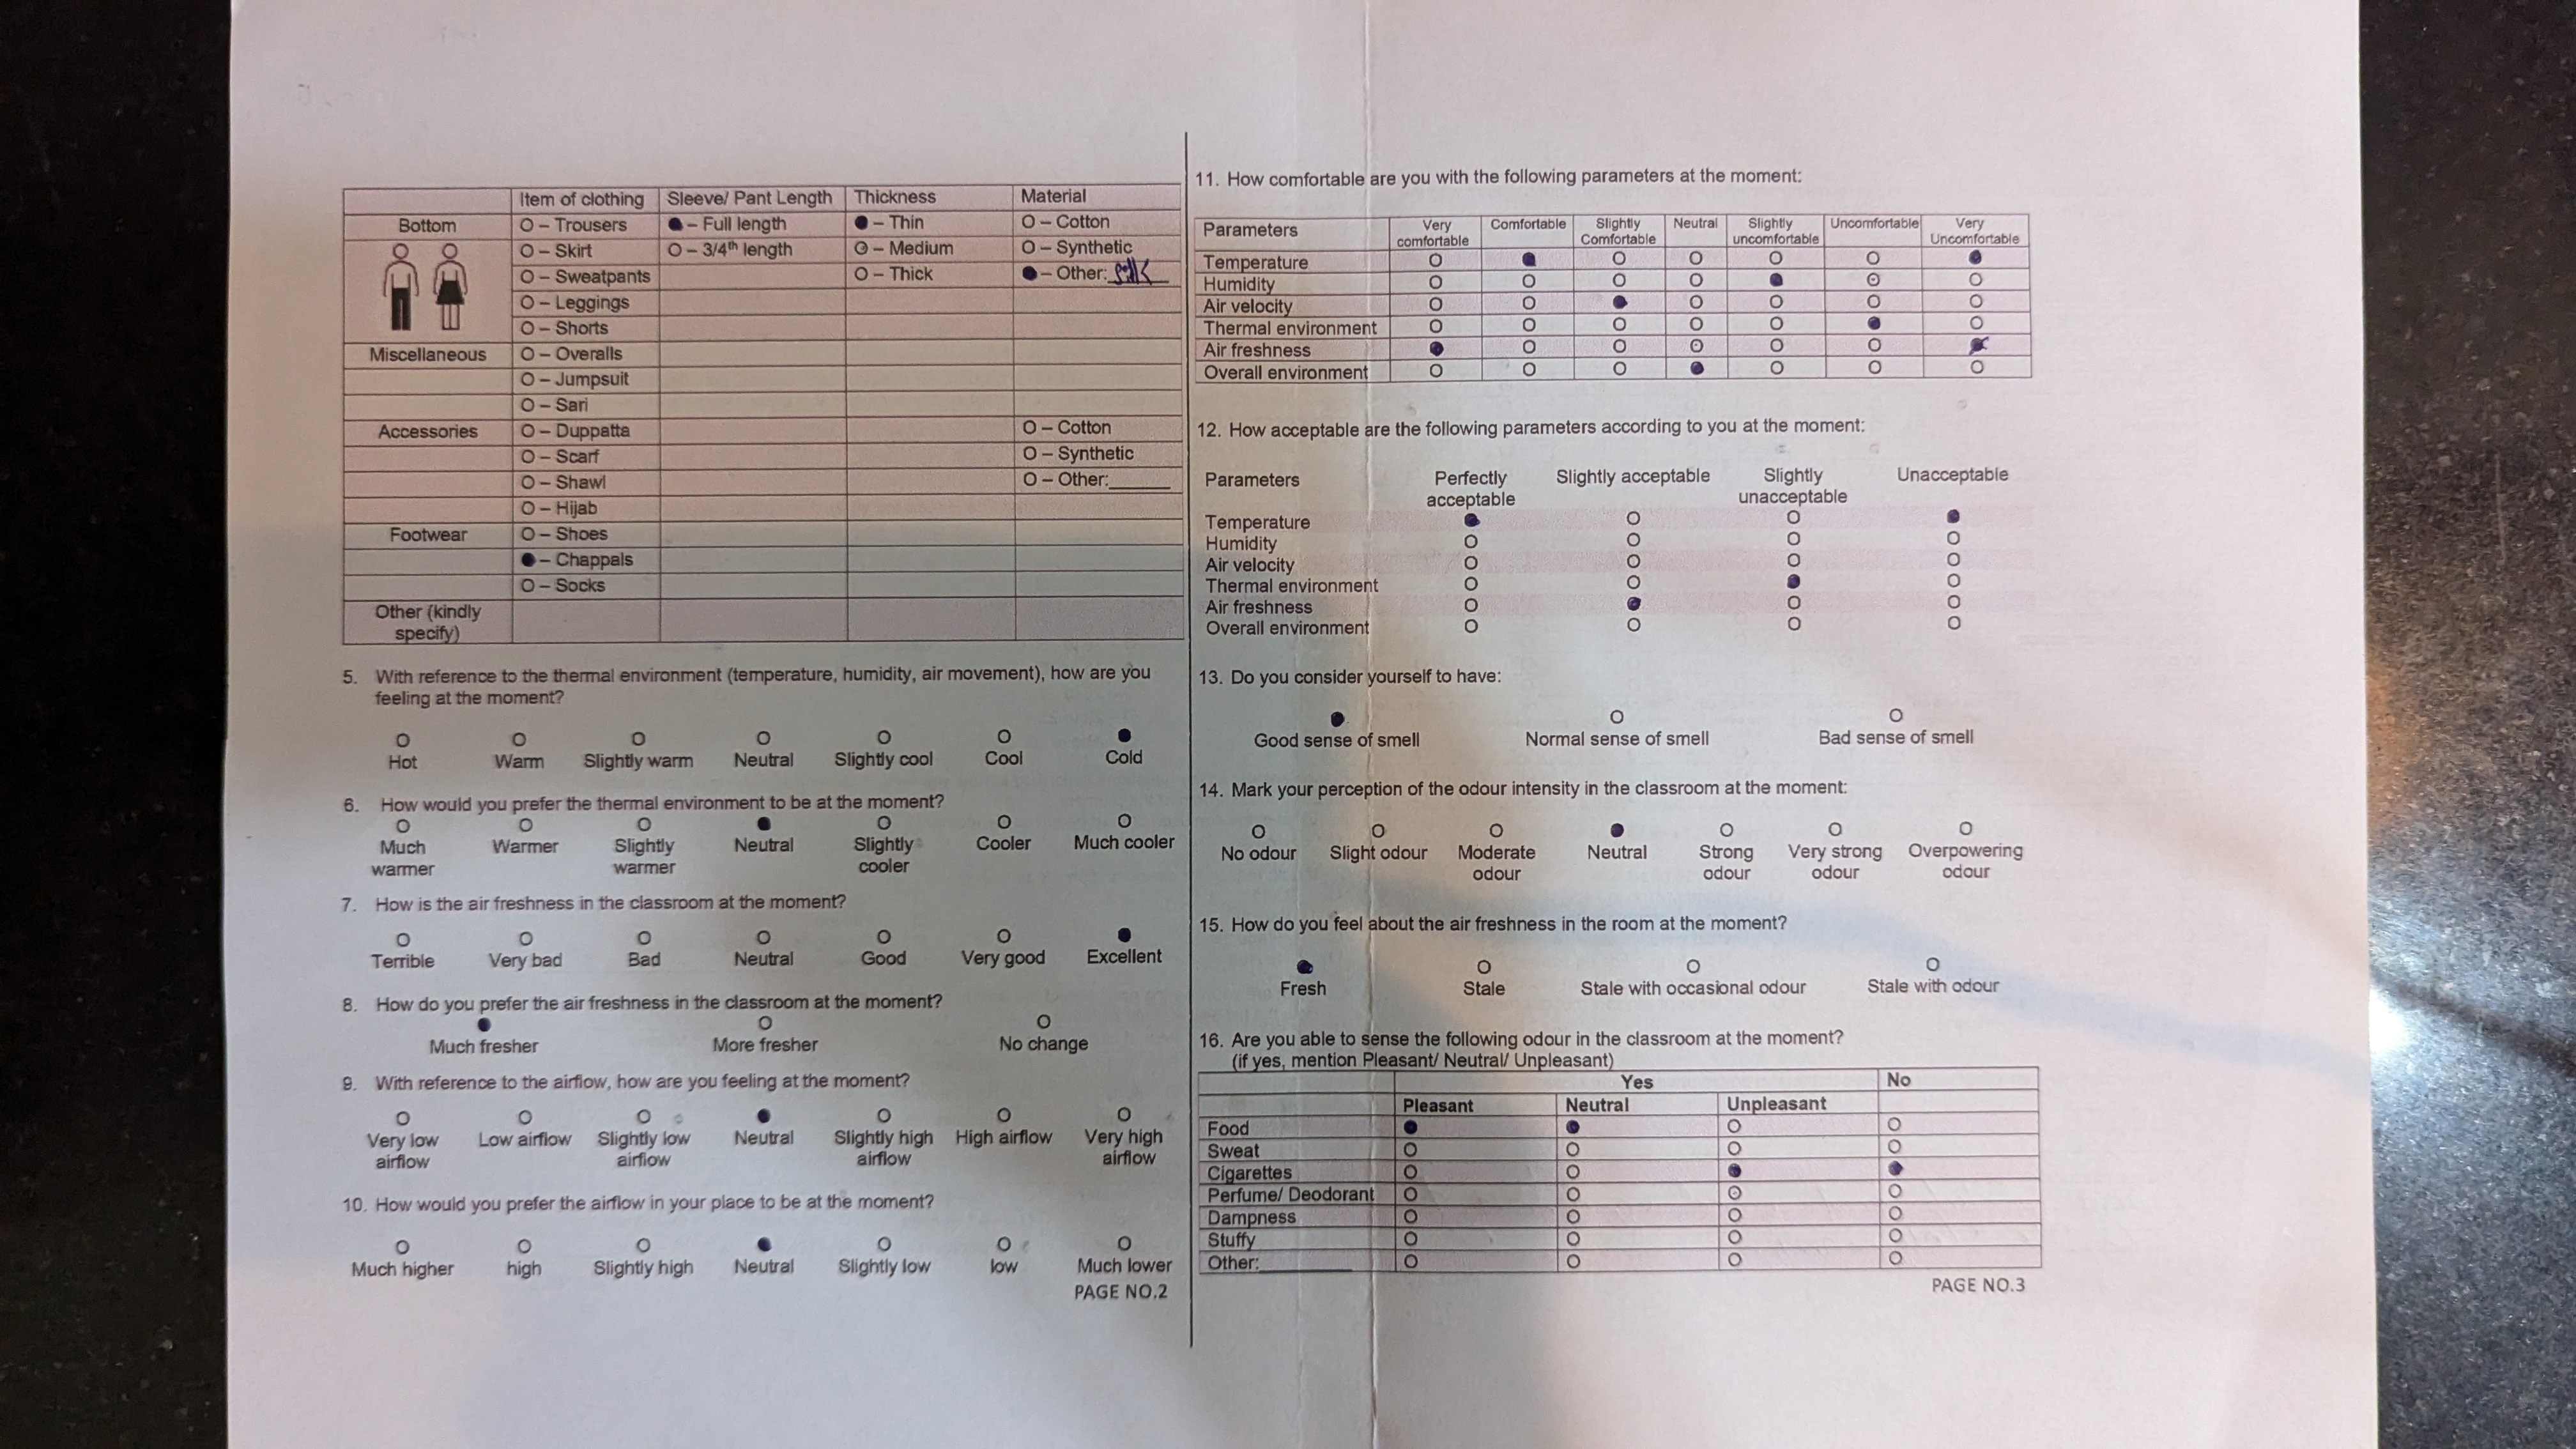 Item of clothing Sleeve/ Pant Length Thickness Material
Bottom O – Trousers ● – Full length ● – Thin O – Cotton
O – Skirt O – 3/4th length ⊙ – Medium O – Synthetic
O – Sweatpants O – Thick ● – Other: silk
O – Leggings
O – Shorts
Miscellaneous O – Overalls
O – Jumpsuit
O – Sari
Accessories O – Duppatta O – Cotton
O – Scarf O – Synthetic
O – Shawl O – Other:______
O – Hijab
Footwear O – Shoes
● – Chappals
O – Socks
Other (kindly
specify)
5. With reference to the thermal environment (temperature, humidity, air movement), how are you
feeling at the moment?
O O O O O O ●
Hot Warm Slightly warm Neutral Slightly cool Cool Cold
6. How would you prefer the thermal environment to be at the moment?
O O O ● O O O
Much Warmer Slightly Neutral Slightly Cooler Much cooler
warmer warmer cooler
7. How is the air freshness in the classroom at the moment?
O O O O O O ●
Terrible Very bad Bad Neutral Good Very good Excellent
8. How do you prefer the air freshness in the classroom at the moment?
● O O
Much fresher More fresher No change
9. With reference to the airflow, how are you feeling at the moment?
O O O ● O O O
Very low Low airflow Slightly low Neutral Slightly high High airflow Very high
airflow airflow airflow airflow
10. How would you prefer the airflow in your place to be at the moment?
O O O ● O O O
Much higher high Slightly high Neutral Slightly low low Much lower
PAGE NO.2
11. How comfortable are you with the following parameters at the moment:
Parameters Very Comfortable Slightly Neutral Slightly Uncomfortable Very
comfortable Comfortable uncomfortable Uncomfortable
Temperature O ● O O O O ●
Humidity O O O O ● ⊙ O
Air velocity O O ● O O O O
Thermal environment O O O O O ● O
Air freshness ● O O ⊙ O O ●
Overall environment O O O ● O O O
12. How acceptable are the following parameters according to you at the moment:
Parameters Perfectly Slightly acceptable Slightly Unacceptable
acceptable unacceptable
Temperature ● O O ●
Humidity O O O O
Air velocity O O O O
Thermal environment O O ● O
Air freshness O ● O O
Overall environment O O O O
13. Do you consider yourself to have:
● O O
Good sense of smell Normal sense of smell Bad sense of smell
14. Mark your perception of the odour intensity in the classroom at the moment:
O O O ● O O O
No odour Slight odour Moderate Neutral Strong Very strong Overpowering
odour odour odour odour
15. How do you feel about the air freshness in the room at the moment?
● O O O
Fresh Stale Stale with occasional odour Stale with odour
16. Are you able to sense the following odour in the classroom at the moment?
(if yes, mention Pleasant/ Neutral/ Unpleasant)
Yes No
Pleasant Neutral Unpleasant
Food ● ● O O
Sweat O O O O
Cigarettes O O ● ●
Perfume/ Deodorant O O ⊙ O
Dampness O O O O
Stuffy O O O O
Other:________ O O O O
PAGE NO.3